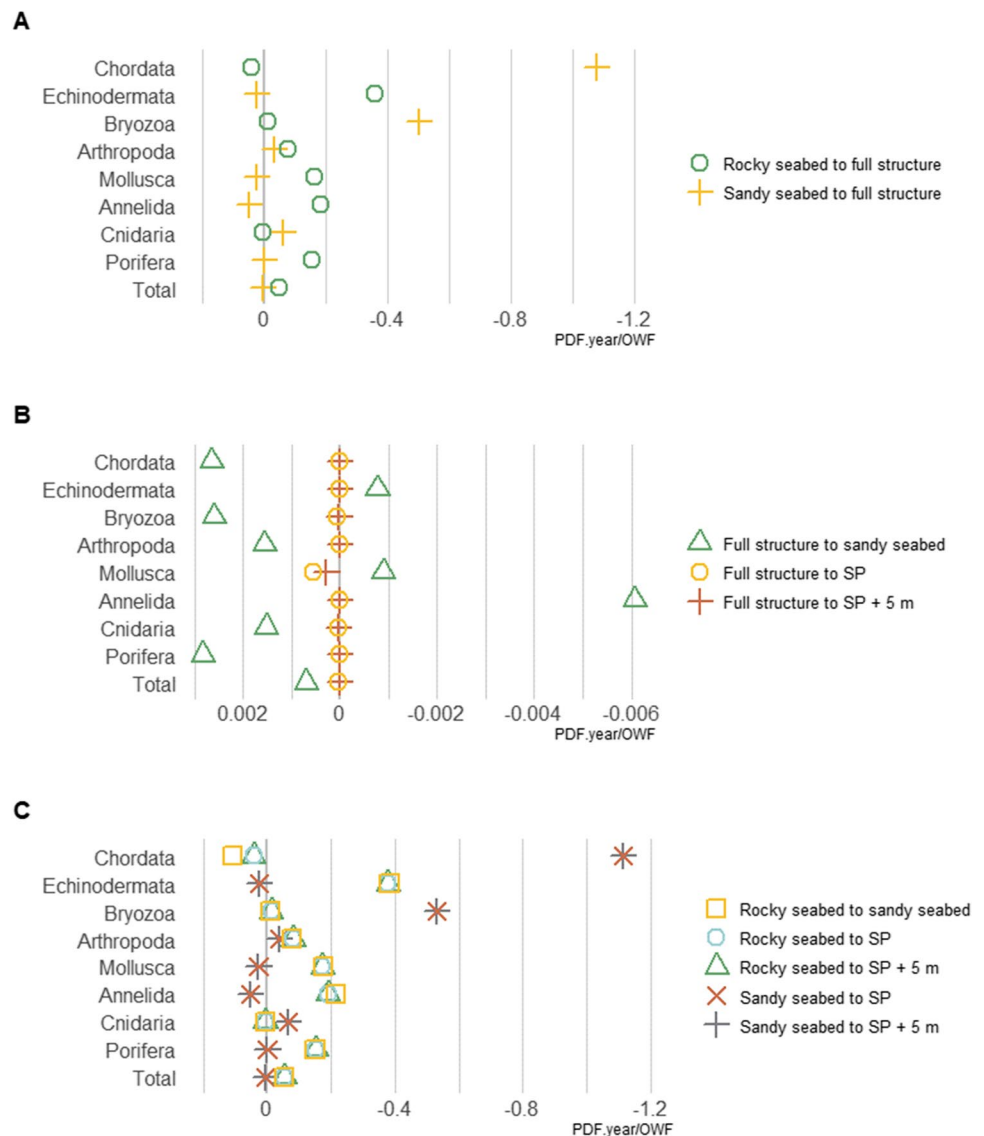 A
Chordata
Echinodermata
Bryozoa
Arthropoda
Mollusca
Annelida
Cnidaria
Porifera
Total
0 -0.4 -0.8 -1.2
PDF.year/OWF
Rocky seabed to full structure
Sandy seabed to full structure
B
Chordata
Echinodermata
Bryozoa
Arthropoda
Mollusca
Annelida
Cnidaria
Porifera
Total
0.002 0 -0.002 -0.004 -0.006
PDF.year/OWF
Full structure to sandy seabed
Full structure to SP
Full structure to SP + 5 m
C
Chordata
Echinodermata
Bryozoa
Arthropoda
Mollusca
Annelida
Cnidaria
Porifera
Total
0 -0.4 -0.8 -1.2
PDF.year/OWF
Rocky seabed to sandy seabed
Rocky seabed to SP
Rocky seabed to SP + 5 m
Sandy seabed to SP
Sandy seabed to SP + 5 m